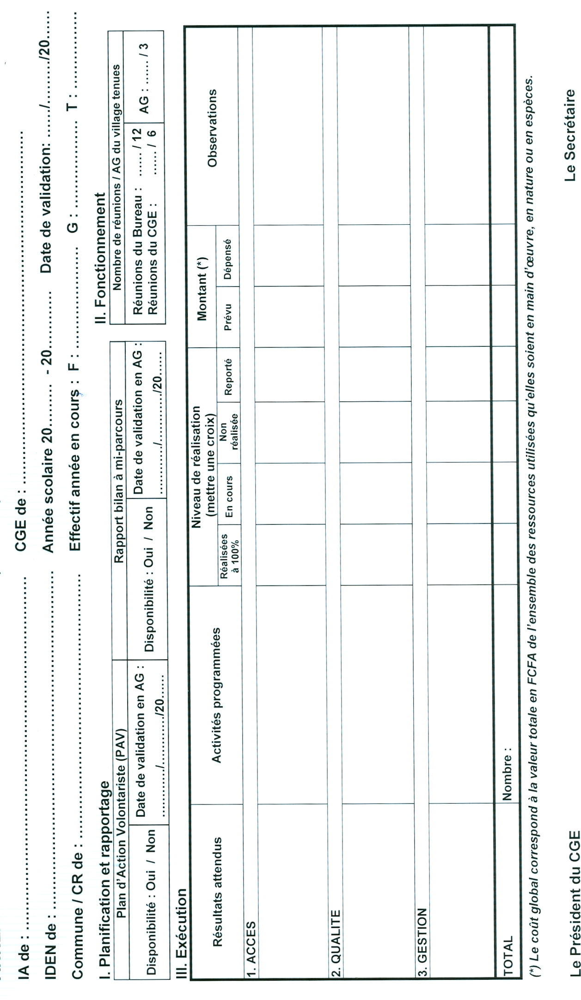 IA de : ........................................ CGE de : ........................................
IDEN de : ........................................ Année scolaire 20........ - 20............ Date de validation: ....../........./20......
Commune / CR de : ........................................ Effectif année en cours : F : .................... G : .................... T : ................
I. Planification et rapportage
II. Fonctionnement
Plan d'Action Volontariste (PAV)
Rapport bilan à mi-parcours
Nombre de réunions / AG du village tenues
Disponibilité : Oui / Non
Date de validation en AG :
.........../.........../20......
Disponibilité : Oui / Non
Date de validation en AG :
.........../.........../20......
Réunions du Bureau : ...... / 12
Réunions du CGE : ...... / 6
AG : ...... / 3
III. Exécution
Résultats attendus
Activités programmées
Niveau de réalisation
(mettre une croix)
Montant (*)
Observations
Réalisées
à 100%
En cours
Non
réalisée
Reporté
Prévu
Dépensé
1. ACCES
2. QUALITE
3. GESTION
TOTAL
Nombre :
(*) Le coût global correspond à la valeur totale en FCFA de l'ensemble des ressources utilisées qu'elles soient en main d'œuvre, en nature ou en espèces.
Le Président du CGE
Le Secrétaire